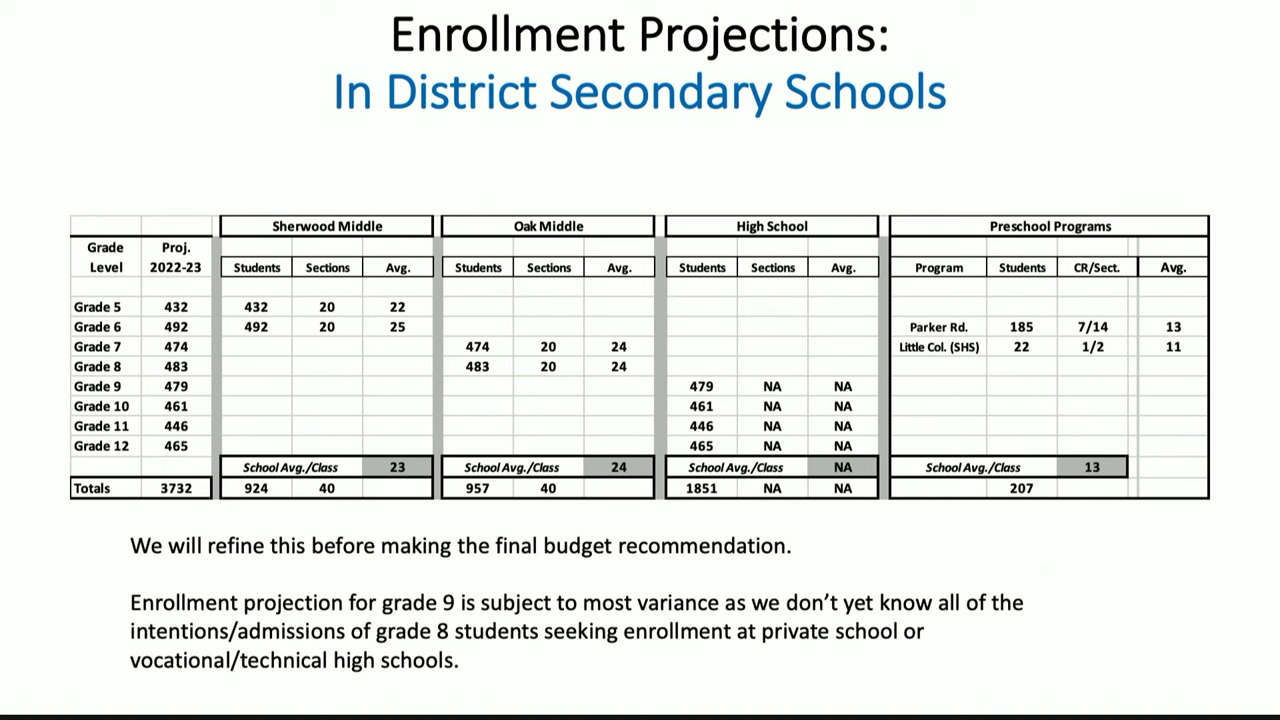 Enrollment Projections:
In District Secondary Schools
Sherwood Middle Oak Middle High School Preschool Programs
Grade Level Proj. 2022-23 Students Sections Avg. Students Sections Avg. Students Sections Avg. Program Students CR/Sect. Avg.
Grade 5 432 432 20 22
Grade 6 492 492 20 25 Parker Rd. 185 7/14 13
Grade 7 474 474 20 24 Little Col. (SHS) 22 1/2 11
Grade 8 483 483 20 24
Grade 9 479 479 NA NA
Grade 10 461 461 NA NA
Grade 11 446 446 NA NA
Grade 12 465 465 NA NA
School Avg./Class 23 School Avg./Class 24 School Avg./Class NA School Avg./Class 13
Totals 3732 924 40 957 40 1851 NA NA 207
We will refine this before making the final budget recommendation.
Enrollment projection for grade 9 is subject to most variance as we don’t yet know all of the
intentions/admissions of grade 8 students seeking enrollment at private school or
vocational/technical high schools.